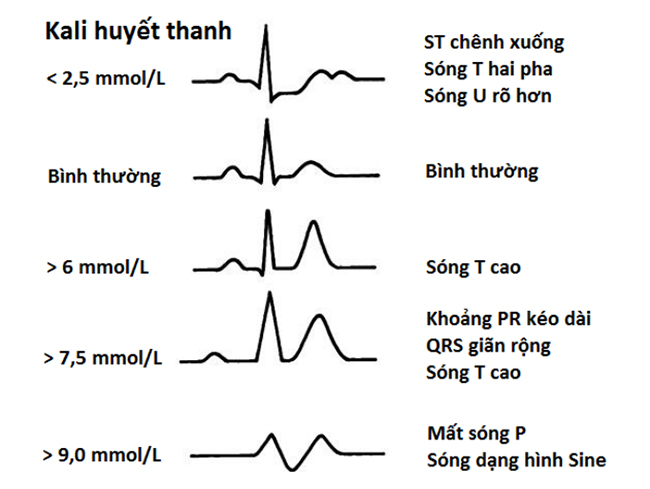 Kali huyết thanh
< 2,5 mmol/L
ST chênh xuống
Sóng T hai pha
Sóng U rõ hơn
Bình thường
Bình thường
> 6 mmol/L
Sóng T cao
> 7,5 mmol/L
Khoảng PR kéo dài
QRS giãn rộng
Sóng T cao
> 9,0 mmol/L
Mất sóng P
Sóng dạng hình Sine